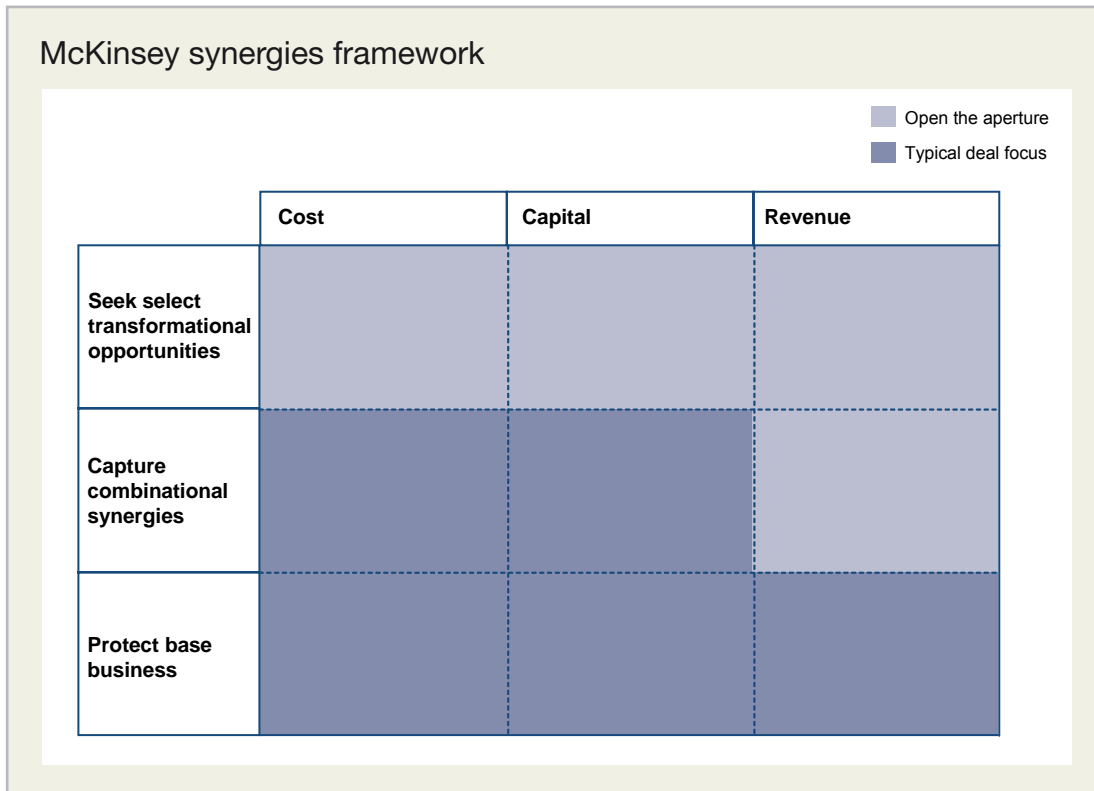 McKinsey synergies framework
Open the aperture
Typical deal focus
Cost
Capital
Revenue
Seek select
transformational
opportunities
Capture
combinational
synergies
Protect base
business